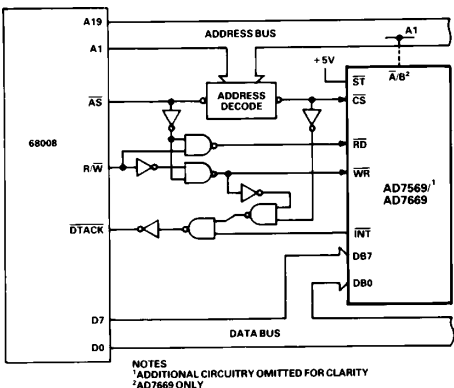 A19
ADDRESS BUS
A1
A1
+5V
ST
A/B²
AS
ADDRESS
DECODE
CS
68008
RD
R/W
WR
AD7569/¹
AD7669
DTACK
INT
DB7
DB0
D7
DATA BUS
D0
NOTES
¹ADDITIONAL CIRCUITRY OMITTED FOR CLARITY
²AD7669 ONLY